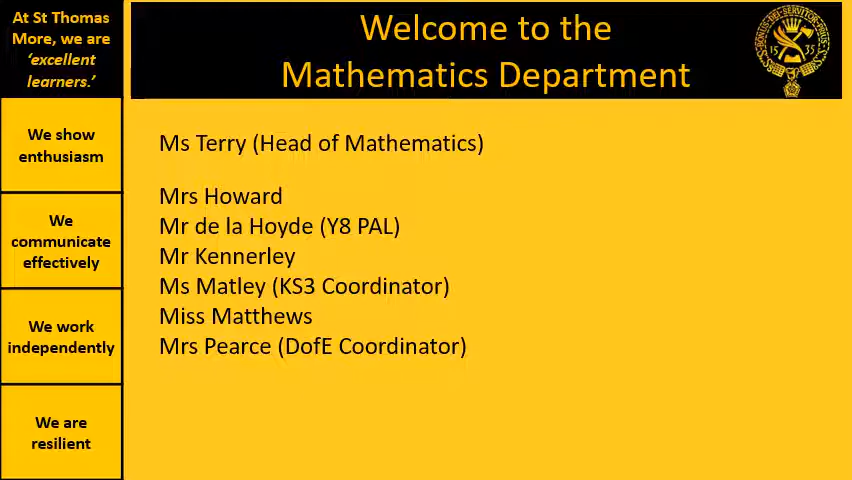 At St Thomas
More, we are
‘excellent
learners.’
We show
enthusiasm
We
communicate
effectively
We work
independently
We are
resilient
Welcome to the
Mathematics Department
Ms Terry (Head of Mathematics)
Mrs Howard
Mr de la Hoyde (Y8 PAL)
Mr Kennerley
Ms Matley (KS3 Coordinator)
Miss Matthews
Mrs Pearce (DofE Coordinator)
15 35